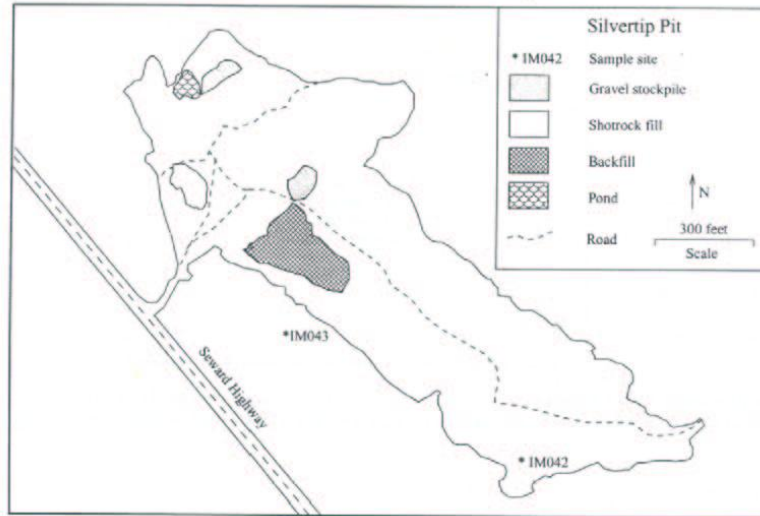 Silvertip Pit
* IM042 Sample site
Gravel stockpile
Shotrock fill
Backfill
Pond
N
Road
300 feet
Scale
*IM043
Seward Highway
* IM042